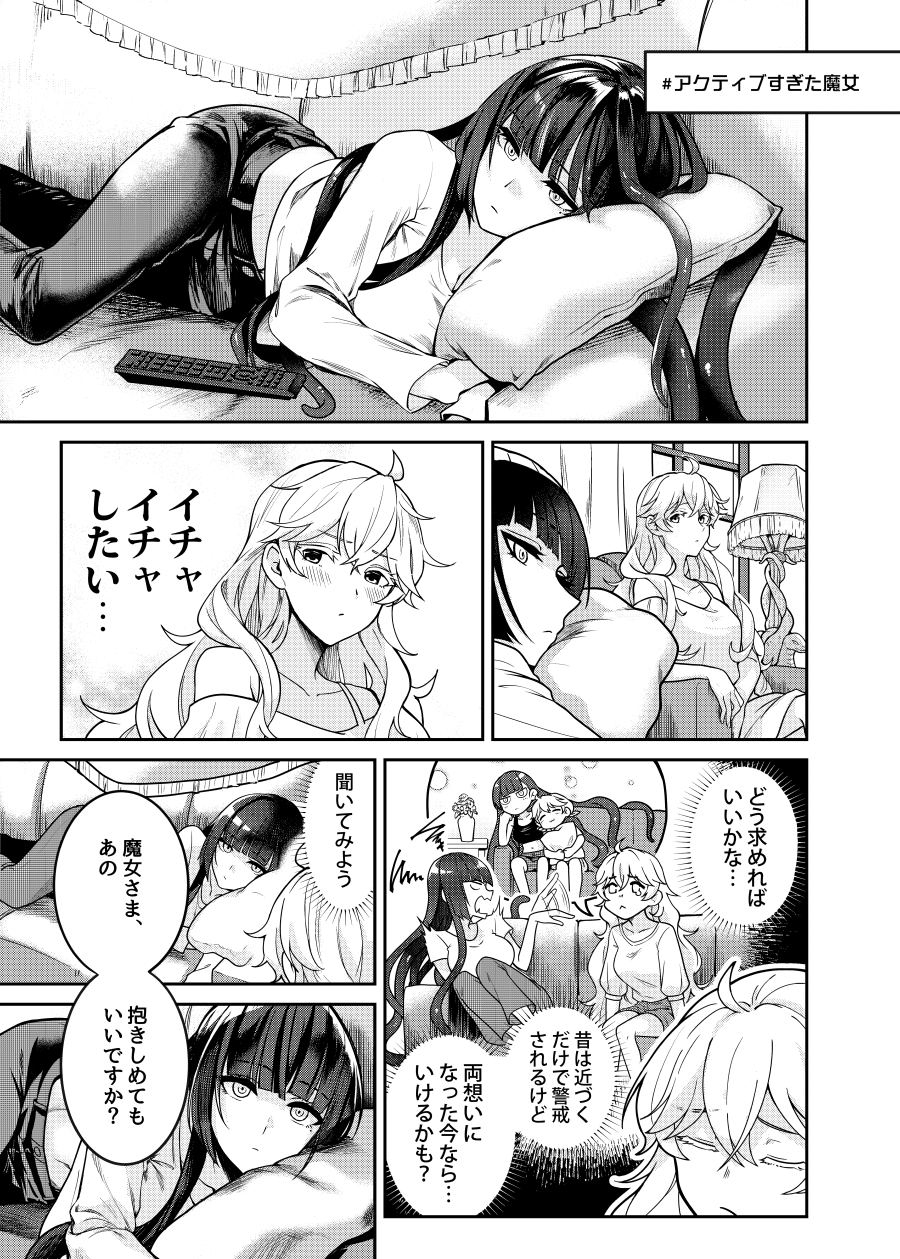 #アクティブすぎた魔女
イチャ
イチャ
したい…
どう求めれば
いいかな…
昔は近づく
だけで警戒
されるけど
両想いに
なった今なら…
いけるかも？
聞いてみよう
魔女さま、
あの
抱きしめても
いいですか？